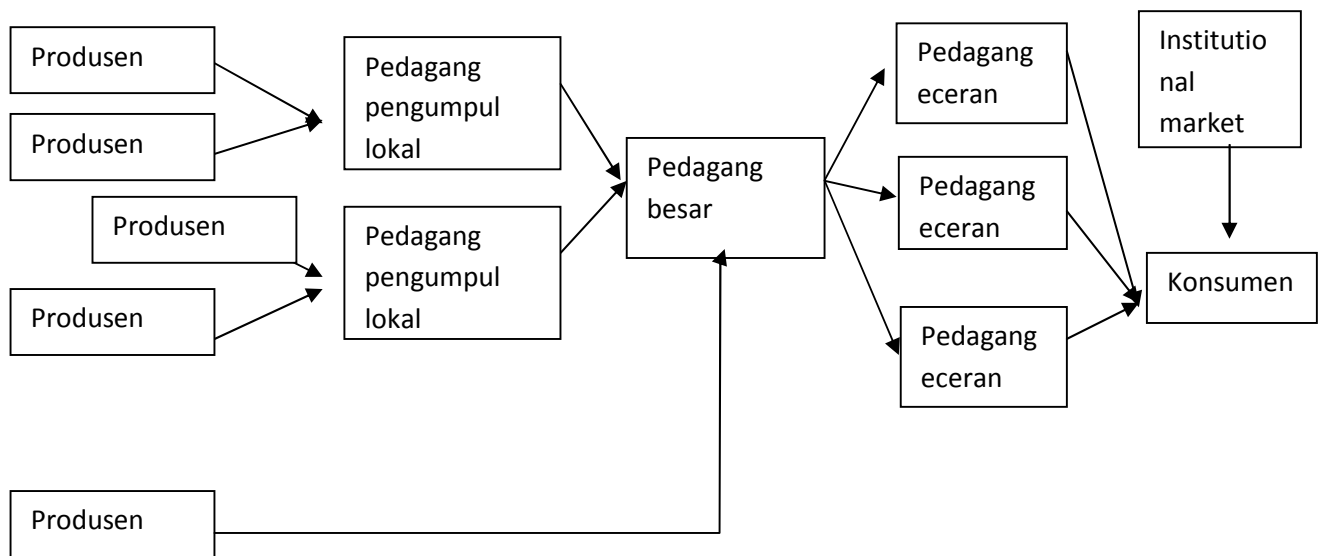 Produsen
Produsen
Produsen
Produsen
Produsen
Pedagang
pengumpul
lokal
Pedagang
pengumpul
lokal
Pedagang
besar
Pedagang
eceran
Pedagang
eceran
Pedagang
eceran
Institutio
nal
market
Konsumen